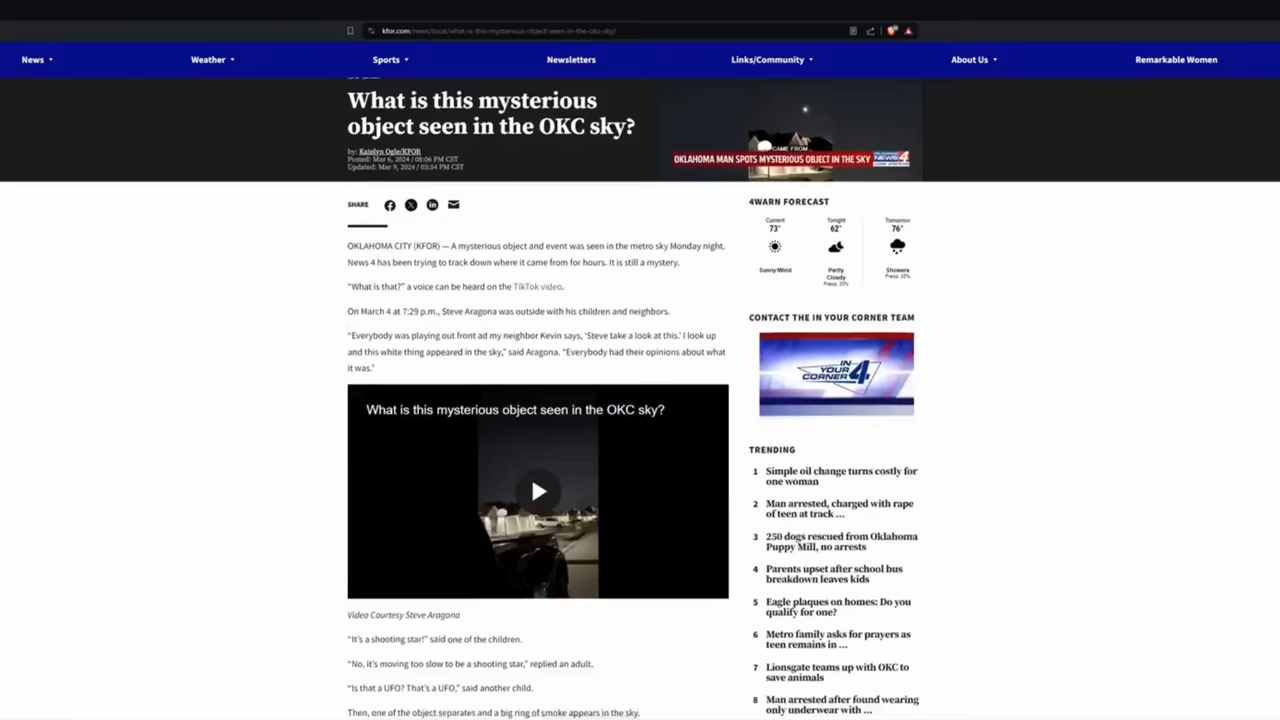 kfor.com/news/local/what-is-this-mysterious-object-seen-in-the-okc-sky/
News
Weather
Sports
Newsletters
Links/Community
About Us
Remarkable Women
What is this mysterious
object seen in the OKC sky?
by: Katelyn Ogle/KFOR
Posted: Mar 6, 2024 / 08:06 PM CST
Updated: Mar 9, 2024 / 03:54 PM CST
CAME FROM
OKLAHOMA MAN SPOTS MYSTERIOUS OBJECT IN THE SKY
NEWS 4
SHARE
OKLAHOMA CITY (KFOR) — A mysterious object and event was seen in the metro sky Monday night.
News 4 has been trying to track down where it came from for hours. It is still a mystery.
“What is that?” a voice can be heard on the TikTok video.
On March 4 at 7:29 p.m., Steve Aragona was outside with his children and neighbors.
“Everybody was playing out front ad my neighbor Kevin says, ‘Steve take a look at this.’ I look up
and this white thing appeared in the sky,” said Aragona. “Everybody had their opinions about what
it was.”
What is this mysterious object seen in the OKC sky?
Video Courtesy Steve Aragona
“It’s a shooting star!” said one of the children.
“No, it’s moving too slow to be a shooting star,” replied an adult.
“Is that a UFO? That’s a UFO,” said another child.
Then, one of the object separates and a big ring of smoke appears in the sky.
4WARN FORECAST
Current
73°
Sunny/Wind
Tonight
62°
Partly
Cloudy
Precip: 20%
Tomorrow
76°
Showers
Precip: 20%
CONTACT THE IN YOUR CORNER TEAM
IN
YOUR
CORNER 4
TRENDING
1 Simple oil change turns costly for
one woman
2 Man arrested, charged with rape
of teen at track ...
3 250 dogs rescued from Oklahoma
Puppy Mill, no arrests
4 Parents upset after school bus
breakdown leaves kids
5 Eagle plaques on homes: Do you
qualify for one?
6 Metro family asks for prayers as
teen remains in ...
7 Lionsgate teams up with OKC to
save animals
8 Man arrested after found wearing
only underwear with ...